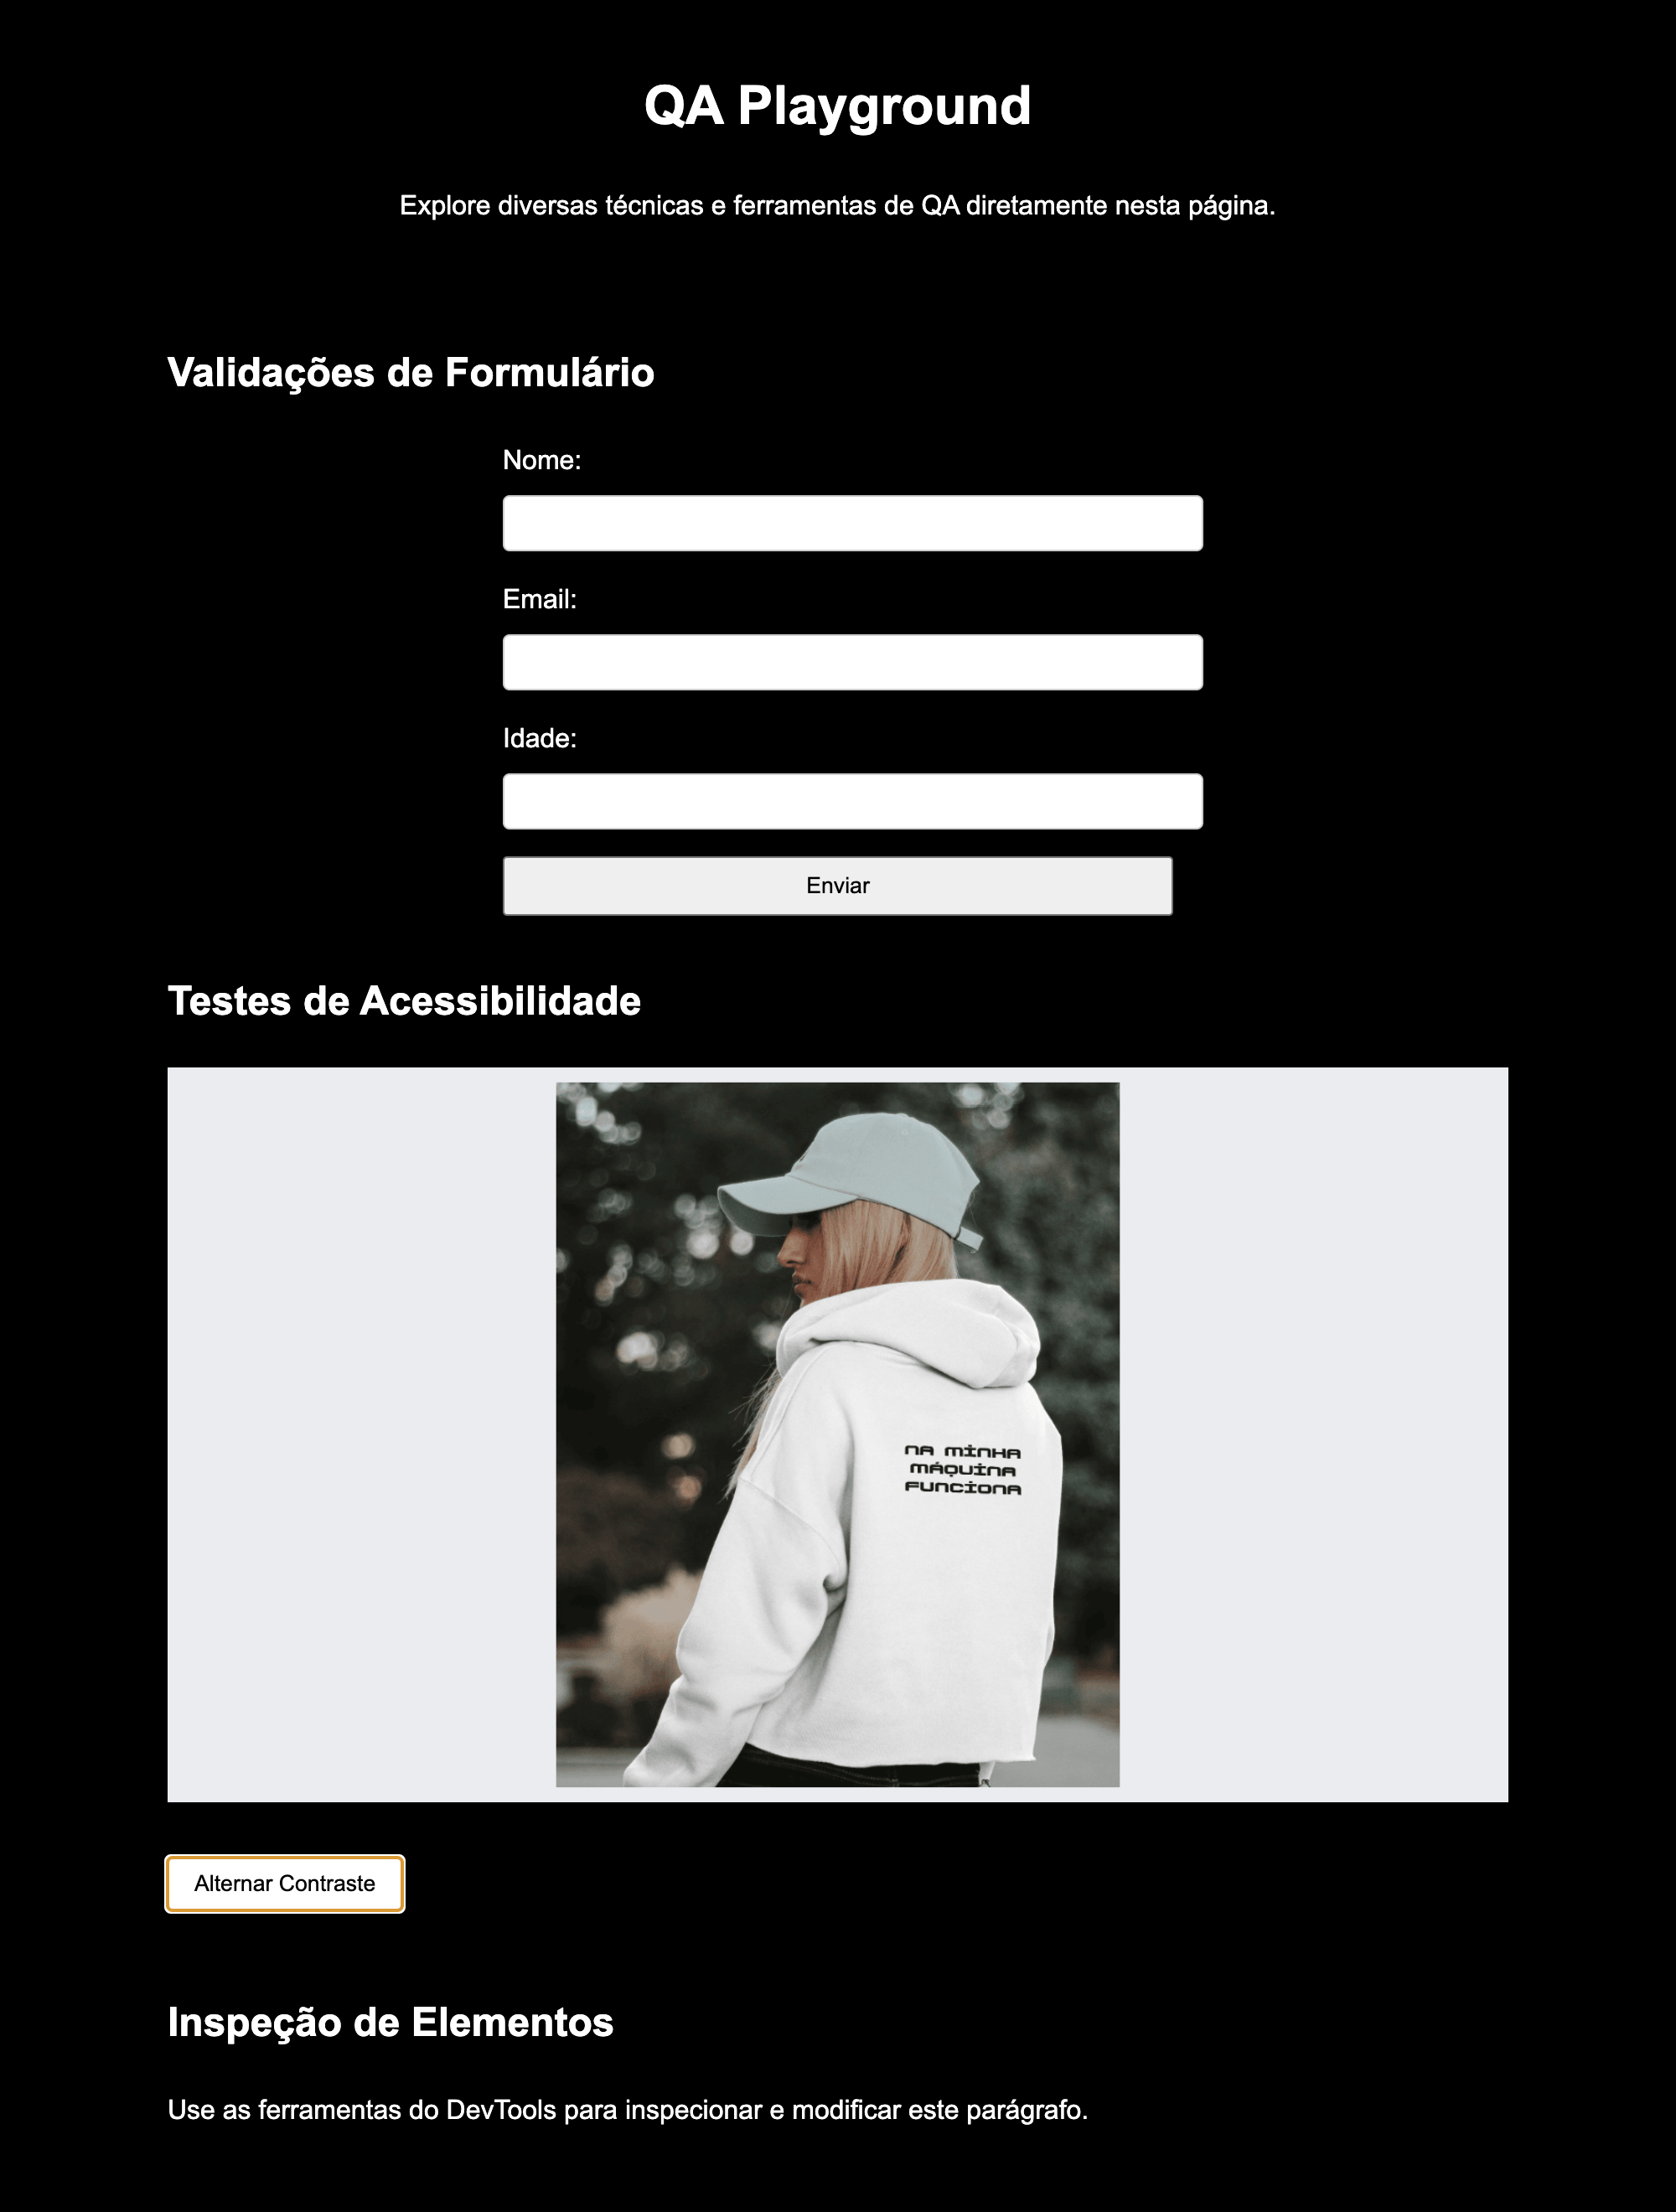 QA Playground
Explore diversas técnicas e ferramentas de QA diretamente nesta página.
Validações de Formulário
Nome:
Email:
Idade:
Enviar
Testes de Acessibilidade
NA MINHA
MÁQUINA
FUNCIONA
Alternar Contraste
Inspeção de Elementos
Use as ferramentas do DevTools para inspecionar e modificar este parágrafo.